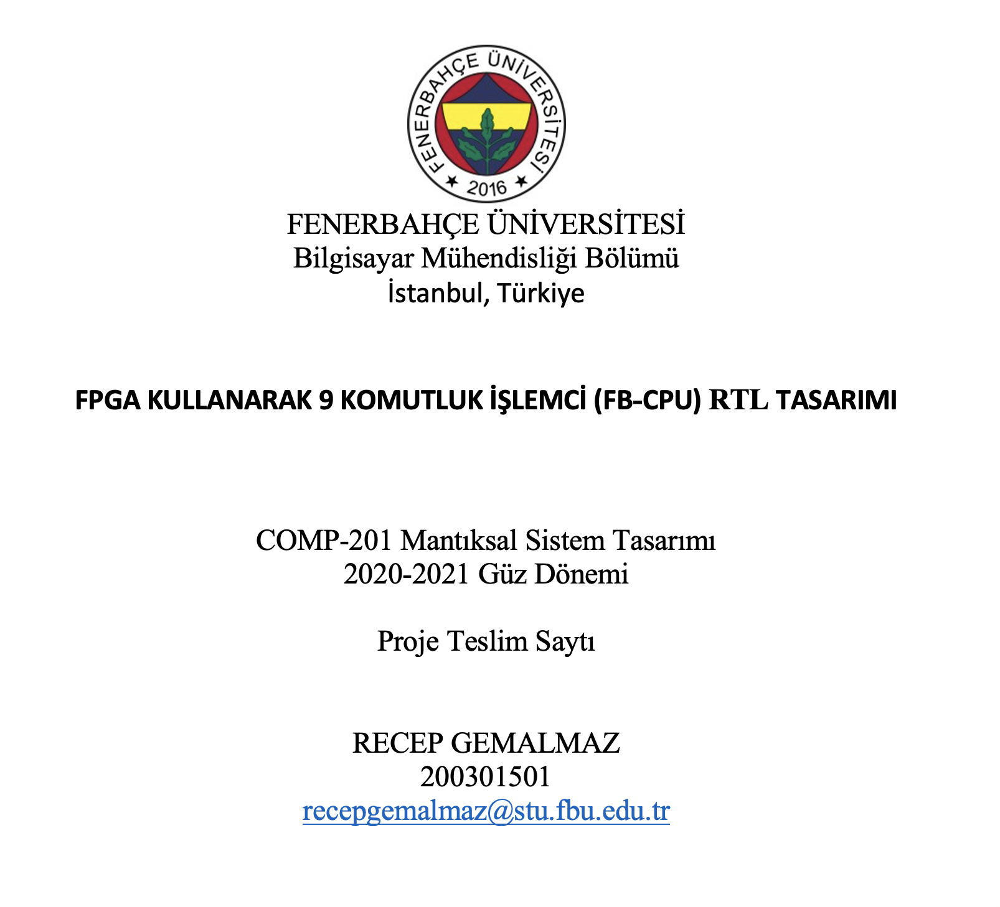 FENERBAHÇE ÜNİVERSİTESİ
★ 2016 ★
FENERBAHÇE ÜNİVERSİTESİ
Bilgisayar Mühendisliği Bölümü
İstanbul, Türkiye
FPGA KULLANARAK 9 KOMUTLUK İŞLEMCİ (FB-CPU) RTL TASARIMI
COMP-201 Mantıksal Sistem Tasarımı
2020-2021 Güz Dönemi
Proje Teslim Saytı
RECEP GEMALMAZ
200301501
recepgemalmaz@stu.fbu.edu.tr